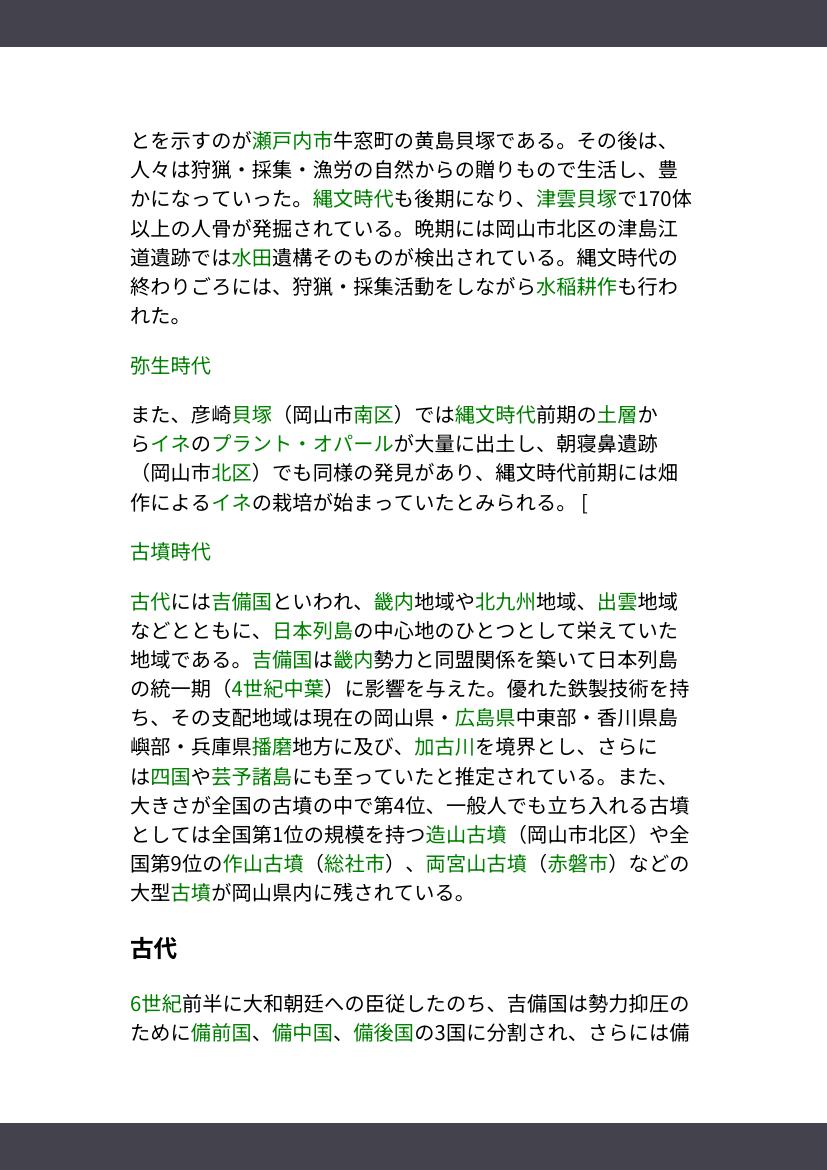 とを示すのが瀬戸内市牛窓町の黄島貝塚である。その後は、
人々は狩猟・採集・漁労の自然からの贈りもので生活し、豊
かになっていった。縄文時代も後期になり、津雲貝塚で170体
以上の人骨が発掘されている。晩期には岡山市北区の津島江
道遺跡では水田遺構そのものが検出されている。縄文時代の
終わりごろには、狩猟・採集活動をしながら水稲耕作も行わ
れた。
弥生時代
また、彦崎貝塚（岡山市南区）では縄文時代前期の土層か
らイネのプラント・オパールが大量に出土し、朝寝鼻遺跡
（岡山市北区）でも同様の発見があり、縄文時代前期には畑
作によるイネの栽培が始まっていたとみられる。 [
古墳時代
古代には吉備国といわれ、畿内地域や北九州地域、出雲地域
などとともに、日本列島の中心地のひとつとして栄えていた
地域である。吉備国は畿内勢力と同盟関係を築いて日本列島
の統一期（4世紀中葉）に影響を与えた。優れた鉄製技術を持
ち、その支配地域は現在の岡山県・広島県中東部・香川県島
嶼部・兵庫県播磨地方に及び、加古川を境界とし、さらに
は四国や芸予諸島にも至っていたと推定されている。また、
大きさが全国の古墳の中で第4位、一般人でも立ち入れる古墳
としては全国第1位の規模を持つ造山古墳（岡山市北区）や全
国第9位の作山古墳（総社市）、両宮山古墳（赤磐市）などの
大型古墳が岡山県内に残されている。
古代
6世紀前半に大和朝廷への臣従したのち、吉備国は勢力抑圧の
ために備前国、備中国、備後国の3国に分割され、さらには備